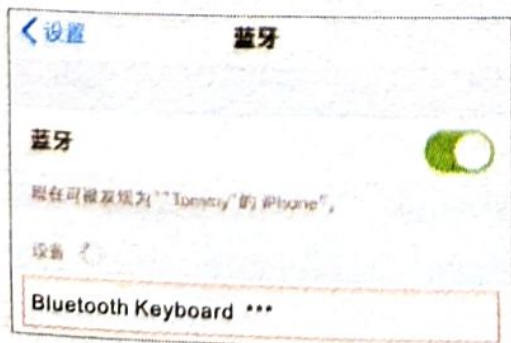 设置 蓝牙
蓝牙
现在可被发现为“"Tommy"的 iPhone”。
设备
Bluetooth Keyboard ***